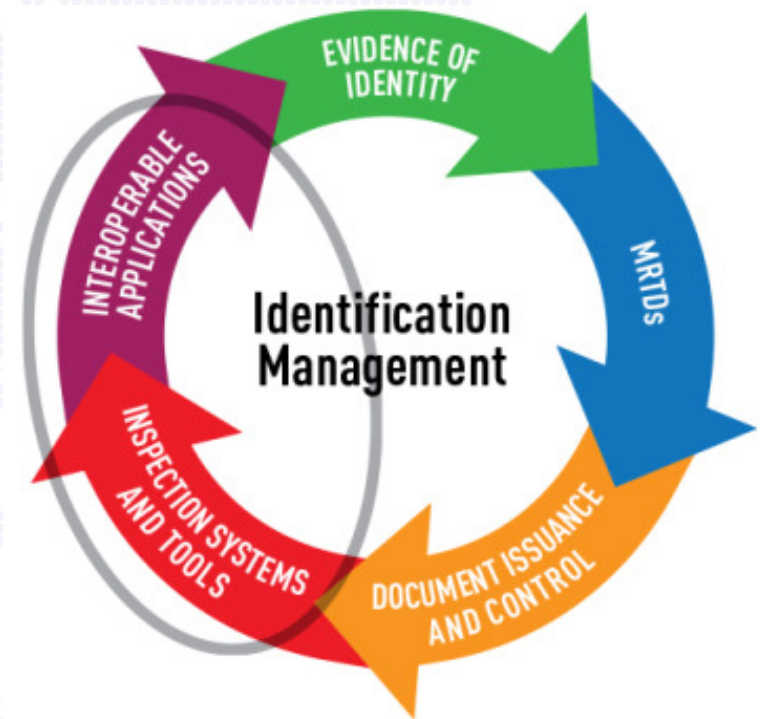 EVIDENCE OF
IDENTITY
MRTDs
DOCUMENT ISSUANCE
AND CONTROL
INSPECTION SYSTEMS
AND TOOLS
INTEROPERABLE
APPLICATIONS
Identification
Management